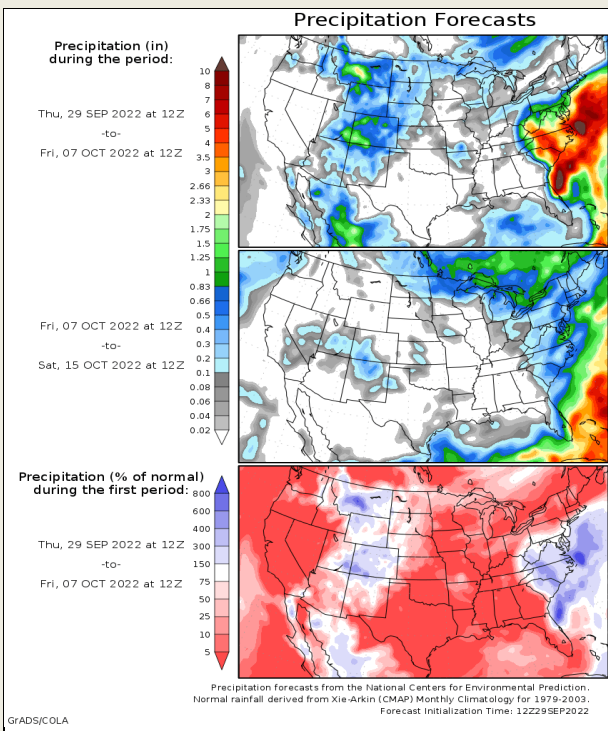 Precipitation Forecasts
Precipitation (in)
during the period:
Thu, 29 SEP 2022 at 12Z
-to-
Fri, 07 OCT 2022 at 12Z
10
8
7
6
5
4
3.5
3
2.66
2.33
2
1.75
1.5
1.25
1
0.83
0.66
0.5
0.4
0.3
0.2
0.1
0.08
0.06
0.04
0.02
Fri, 07 OCT 2022 at 12Z
-to-
Sat, 15 OCT 2022 at 12Z
Precipitation (% of normal)
during the first period:
Thu, 29 SEP 2022 at 12Z
-to-
Fri, 07 OCT 2022 at 12Z
800
600
400
300
150
75
50
25
10
5
Precipitation forecasts from the National Centers for Environmental Prediction.
Normal rainfall derived from Xie-Arkin (CMAP) Monthly Climatology for 1979-2003.
Forecast Initialization Time: 12Z29SEP2022
GrADS/COLA